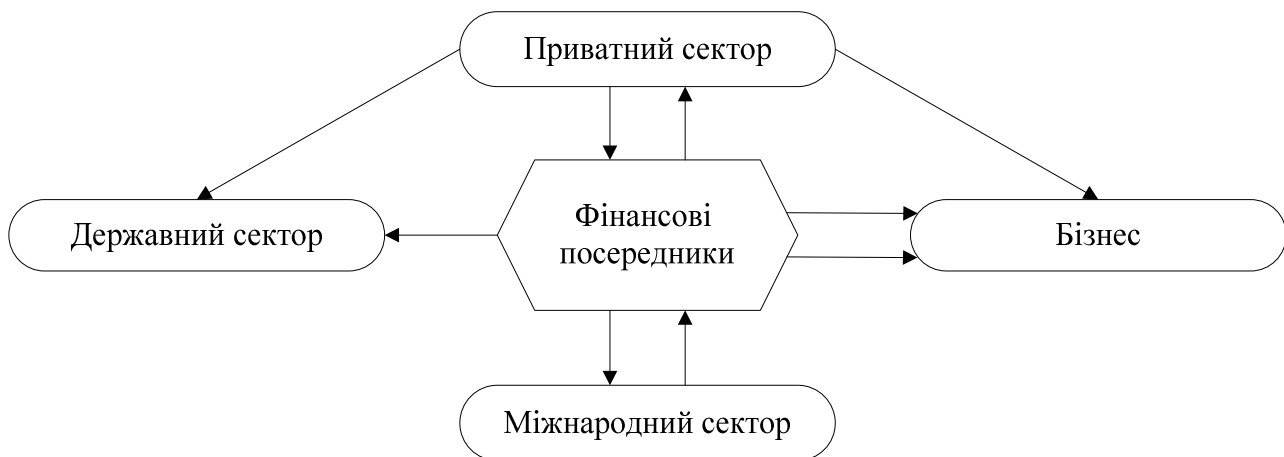 Приватний сектор
Державний сектор
Фінансові
посередники
Бізнес
Міжнародний сектор